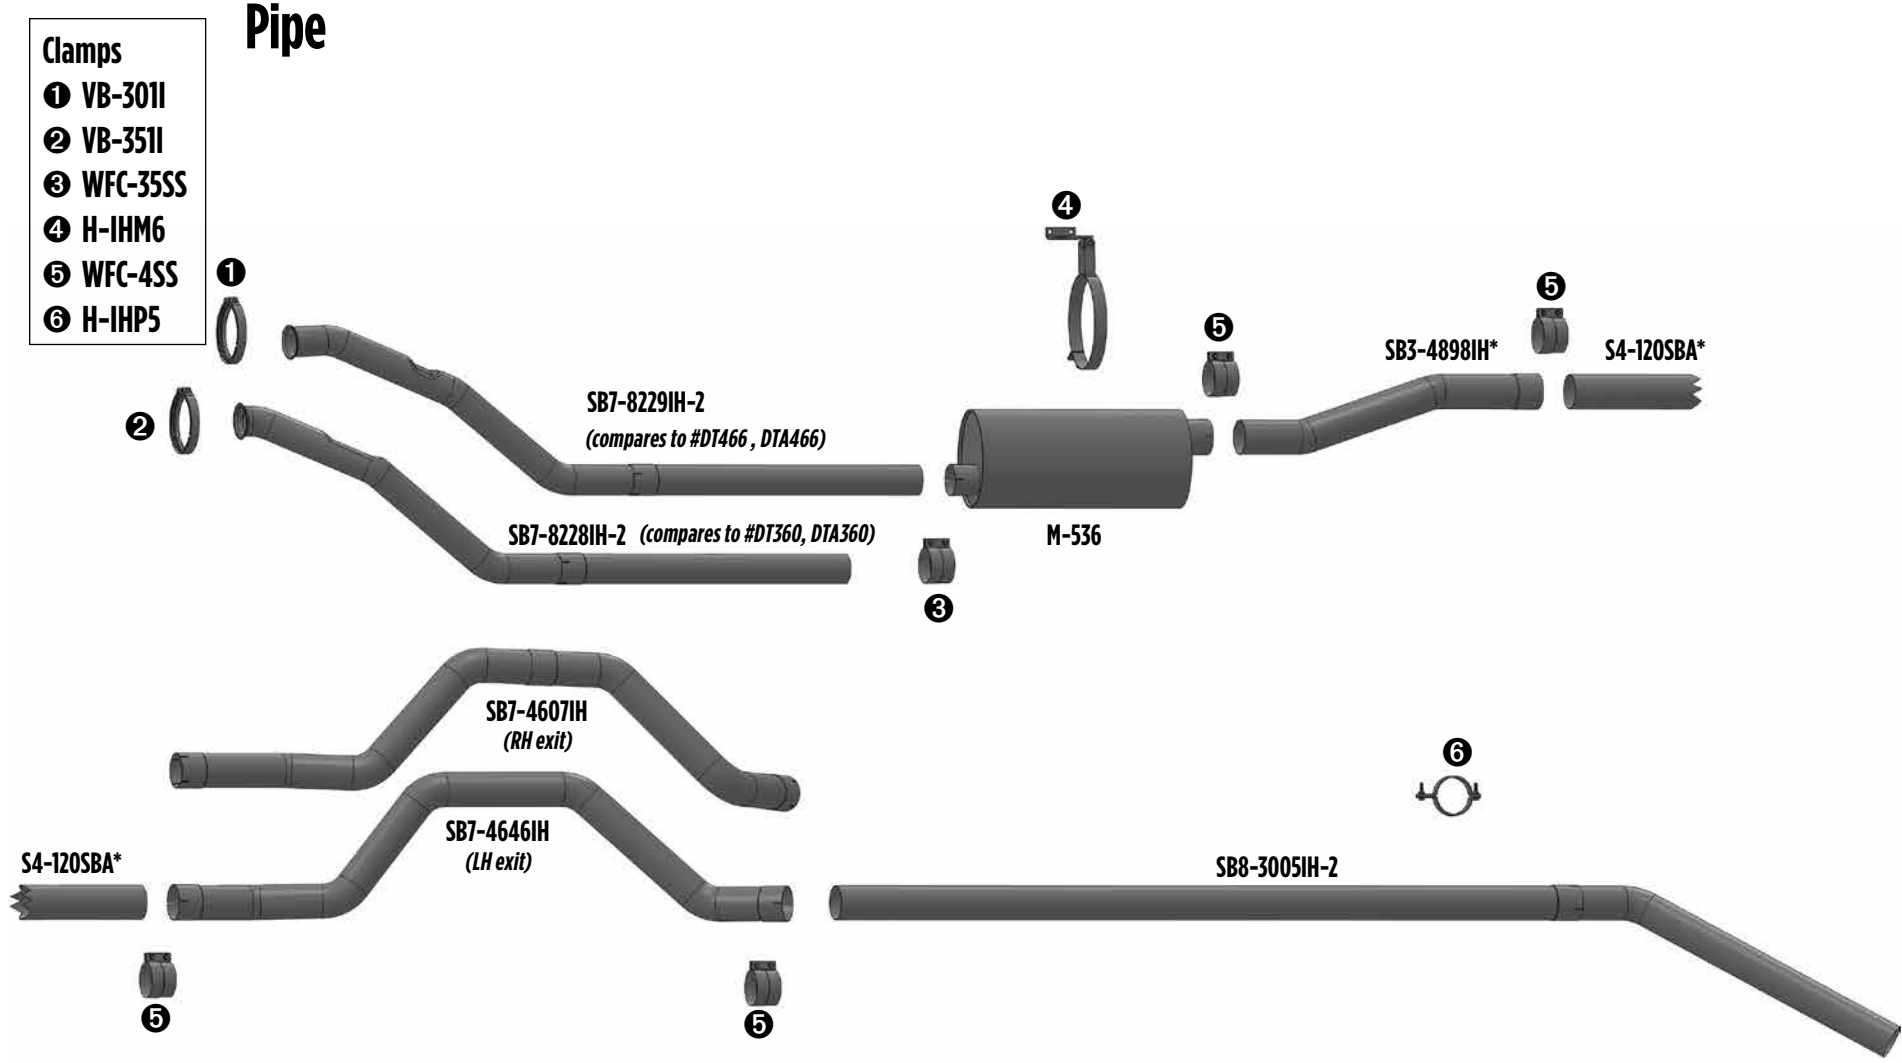 Pipe
Clamps
❶ VB-301I
❷ VB-351I
❸ WFC-35SS
❹ H-IHM6
❺ WFC-4SS
❻ H-IHP5
❶
❷
❹
❺
❺
SB3-4898IH*
S4-120SBA*
SB7-8229IH-2
(compares to #DT466 , DTA466)
SB7-8228IH-2 (compares to #DT360, DTA360)
M-536
❸
SB7-4607IH
(RH exit)
❻
SB7-4646IH
(LH exit)
S4-120SBA*
SB8-3005IH-2
❺
❺